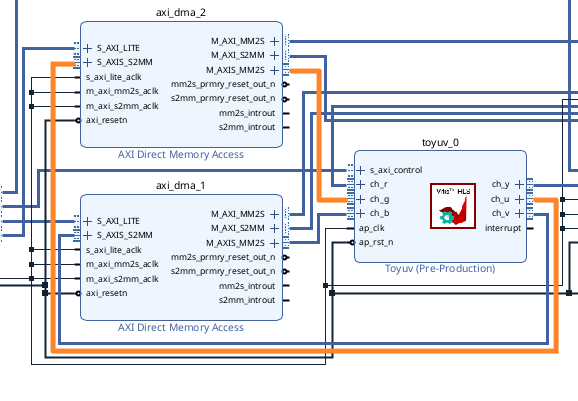 axi_dma_2
S_AXI_LITE
S_AXIS_S2MM
s_axi_lite_aclk
m_axi_mm2s_aclk
m_axi_s2mm_aclk
axi_resetn
M_AXI_MM2S
M_AXI_S2MM
M_AXIS_MM2S
mm2s_prmry_reset_out_n
s2mm_prmry_reset_out_n
mm2s_introut
s2mm_introut
AXI Direct Memory Access
axi_dma_1
S_AXI_LITE
S_AXIS_S2MM
s_axi_lite_aclk
m_axi_mm2s_aclk
m_axi_s2mm_aclk
axi_resetn
M_AXI_MM2S
M_AXI_S2MM
M_AXIS_MM2S
mm2s_prmry_reset_out_n
s2mm_prmry_reset_out_n
mm2s_introut
s2mm_introut
AXI Direct Memory Access
toyuv_0
s_axi_control
ch_r
ch_g
ch_b
ap_clk
ap_rst_n
Vitis™ HLS
ch_y
ch_u
ch_v
interrupt
Toyuv (Pre-Production)